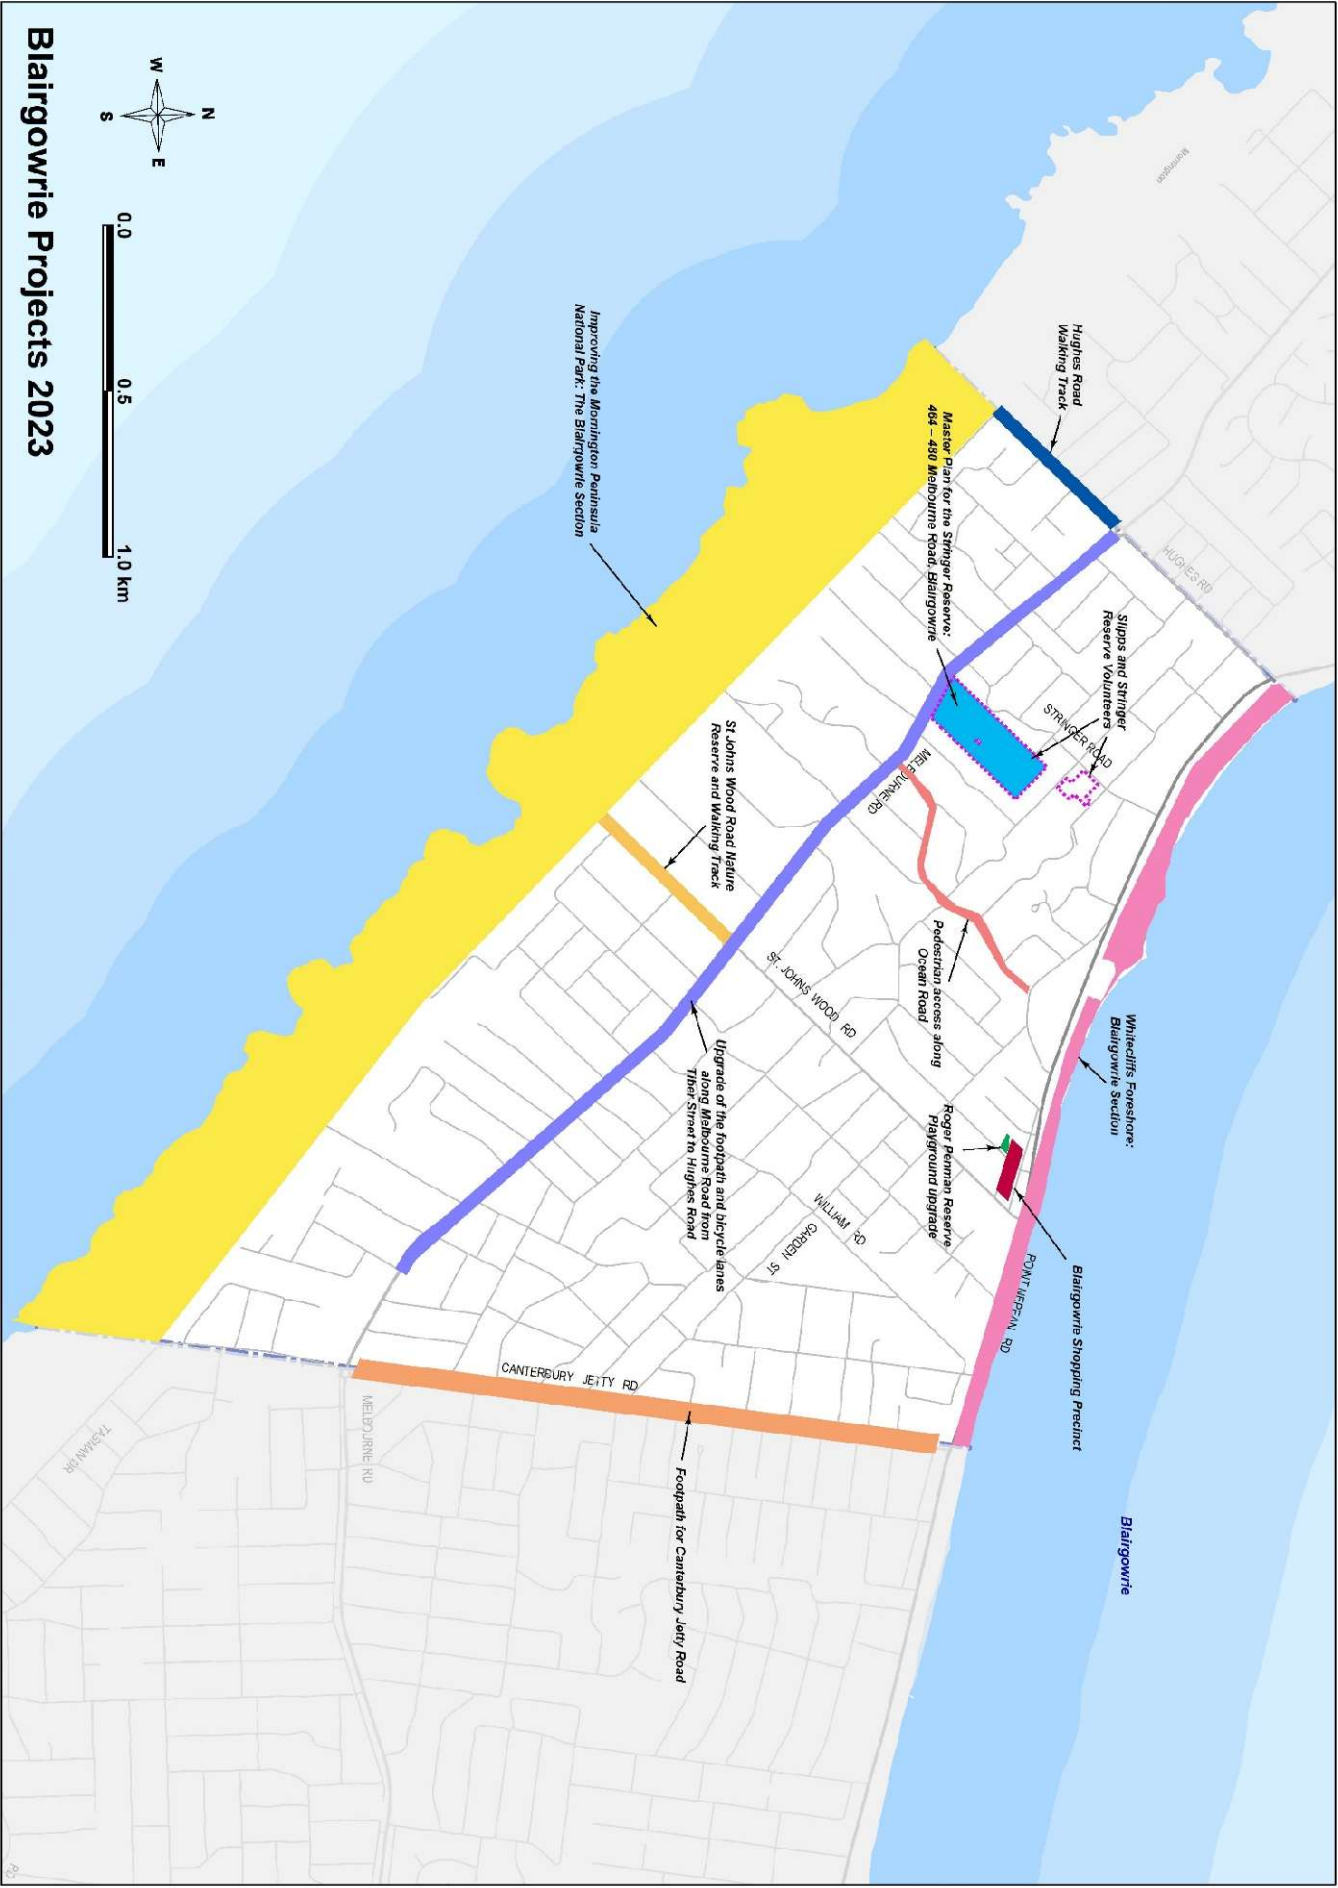 Mornington
HUGHES RD
Hughes Road
Walking Track
Slipps and Stringer
Reserve Volunteers
STRINGER ROAD
Master Plan for the Stringer Reserve:
464 – 480 Melbourne Road, Blairgowrie
MELBOURNE RD
Whitecliffs Foreshore:
Blairgowrie Section
Pedestrian access along
Ocean Road
Blairgowrie
Blairgowrie Shopping Precinct
Roger Penman Reserve
Playground upgrade
POINT NEPEAN RD
ST. JOHNS WOOD RD
WILLIAM RD
GARDEN ST
St Johns Wood Road Nature
Reserve and Walking Track
Upgrade of the footpath and bicycle lanes
along Melbourne Road from
Tiber Street to Hughes Road
Improving the Mornington Peninsula
National Park: The Blairgowrie Section
CANTERBURY JETTY RD
Footpath for Canterbury Jetty Road
MELBOURNE RD
TASMAN DR
RD
N
W
E
S
0.0
0.5
1.0 km
Blairgowrie Projects 2023